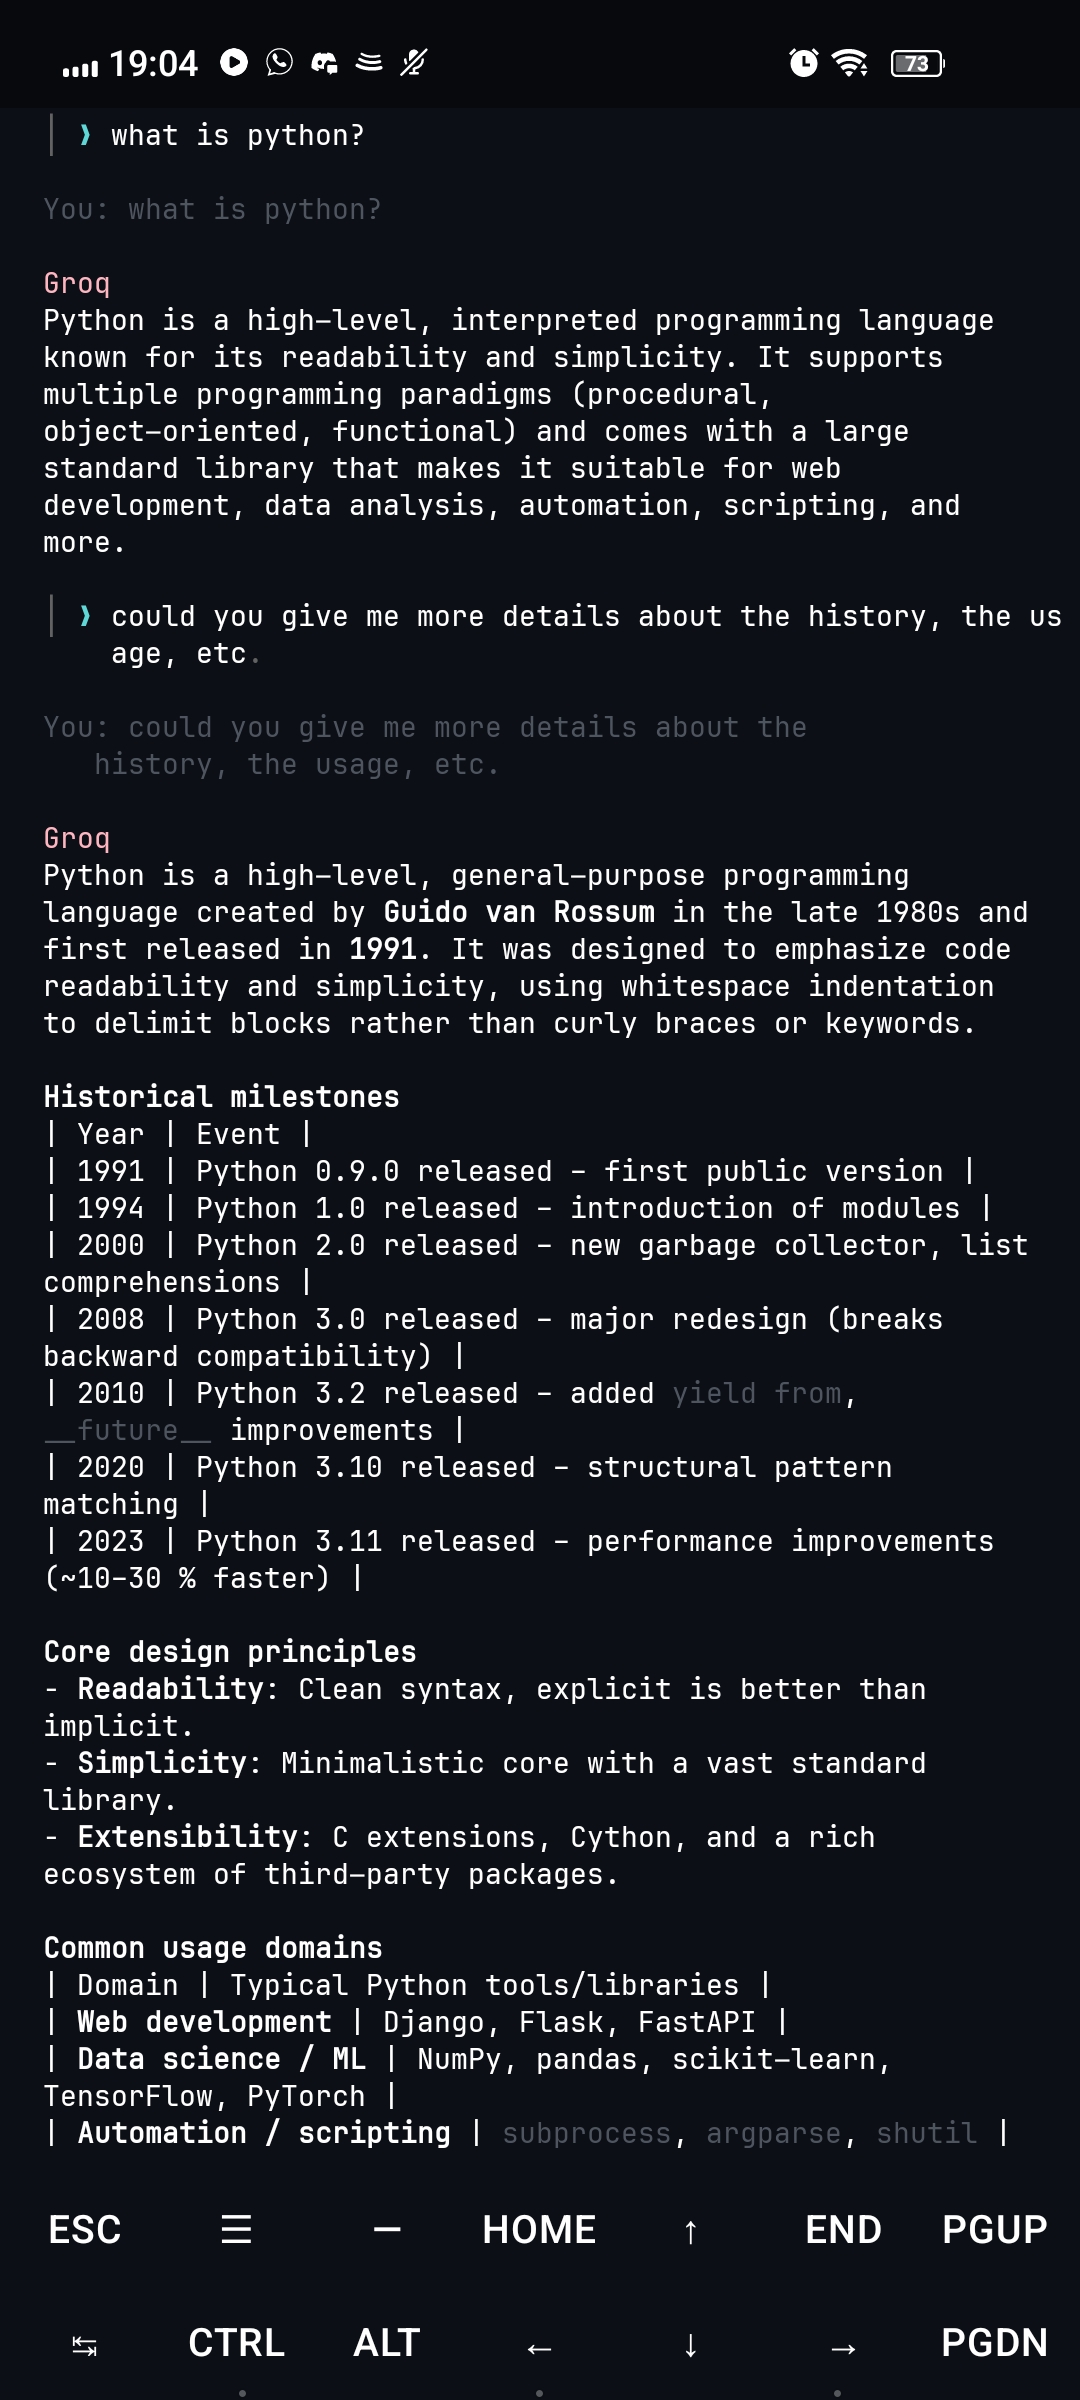 19:04 73
❯ what is python?
You: what is python?
Groq
Python is a high-level, interpreted programming language
known for its readability and simplicity. It supports
multiple programming paradigms (procedural,
object-oriented, functional) and comes with a large
standard library that makes it suitable for web
development, data analysis, automation, scripting, and
more.
❯ could you give me more details about the history, the us
age, etc.
You: could you give me more details about the
history, the usage, etc.
Groq
Python is a high-level, general-purpose programming
language created by Guido van Rossum in the late 1980s and
first released in 1991. It was designed to emphasize code
readability and simplicity, using whitespace indentation
to delimit blocks rather than curly braces or keywords.
Historical milestones
| Year | Event |
| 1991 | Python 0.9.0 released – first public version |
| 1994 | Python 1.0 released – introduction of modules |
| 2000 | Python 2.0 released – new garbage collector, list
comprehensions |
| 2008 | Python 3.0 released – major redesign (breaks
backward compatibility) |
| 2010 | Python 3.2 released – added yield from,
__future__ improvements |
| 2020 | Python 3.10 released – structural pattern
matching |
| 2023 | Python 3.11 released – performance improvements
(~10-30 % faster) |
Core design principles
- Readability: Clean syntax, explicit is better than
implicit.
- Simplicity: Minimalistic core with a vast standard
library.
- Extensibility: C extensions, Cython, and a rich
ecosystem of third-party packages.
Common usage domains
| Domain | Typical Python tools/libraries |
| Web development | Django, Flask, FastAPI |
| Data science / ML | NumPy, pandas, scikit-learn,
TensorFlow, PyTorch |
| Automation / scripting | subprocess, argparse, shutil |
ESC ☰ — HOME ↑ END PGUP
↹ CTRL ALT ← ↓ → PGDN